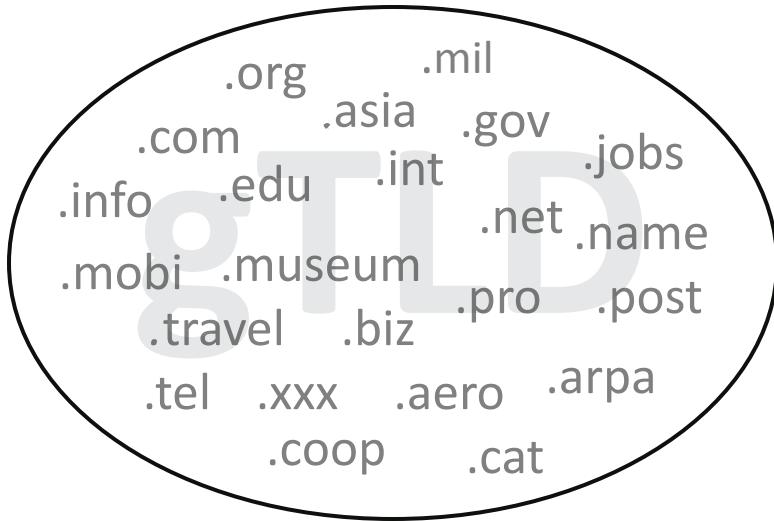 .org
.mil
.asia
.com
.gov
.jobs
.int
.edu
.info
.net
.name
gTLD
.museum
.mobi
.pro
.post
.travel
.biz
.arpa
.tel
.xxx
.aero
.coop
.cat